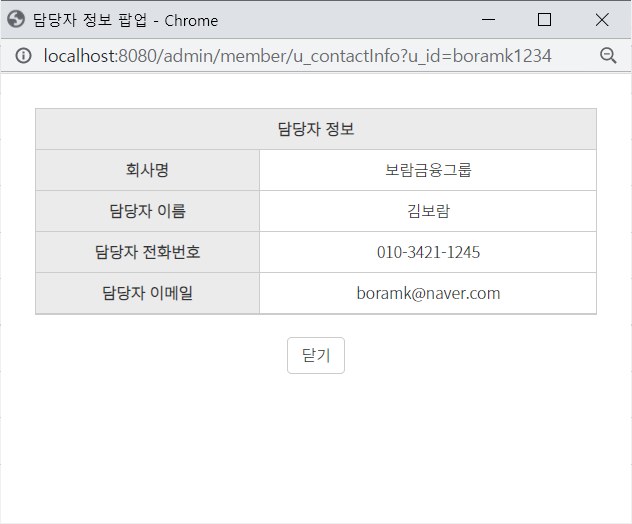 담당자 정보 팝업 - Chrome
localhost:8080/admin/member/u_contactInfo?u_id=boramk1234
담당자 정보
회사명 보람금융그룹
담당자 이름 김보람
담당자 전화번호 010-3421-1245
담당자 이메일 boramk@naver.com
닫기